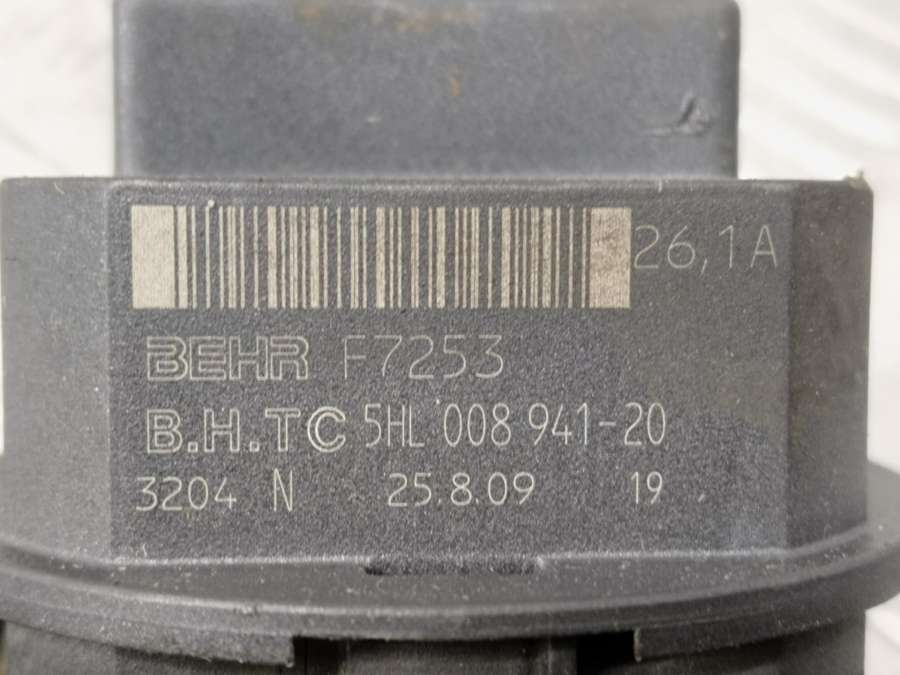 26,1A
BEHR F7253
B.H.TC 5HL 008 941-20
3204 N 25.8.09 19